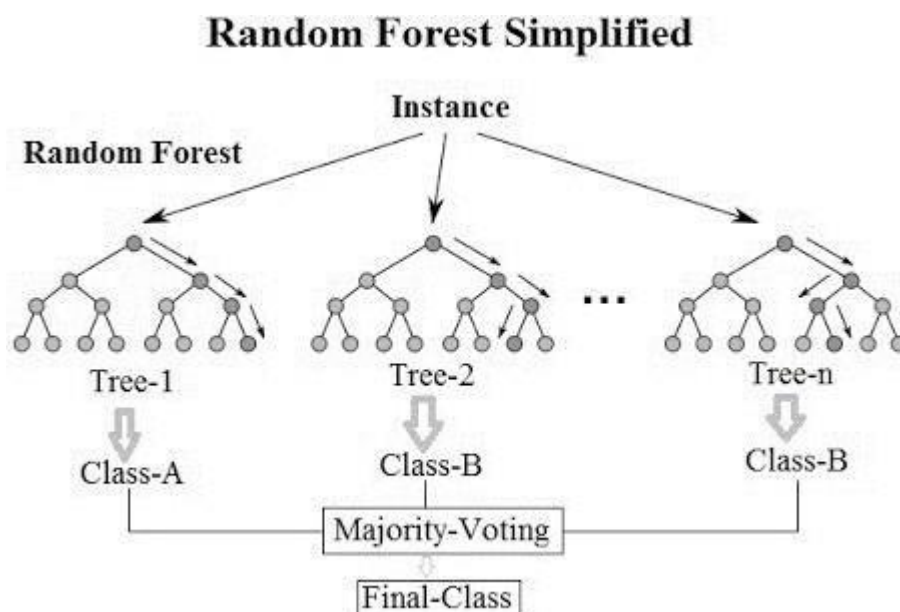 Random Forest Simplified
Instance
Random Forest
...
Tree-1
Tree-2
Tree-n
Class-A
Class-B
Class-B
Majority-Voting
Final-Class